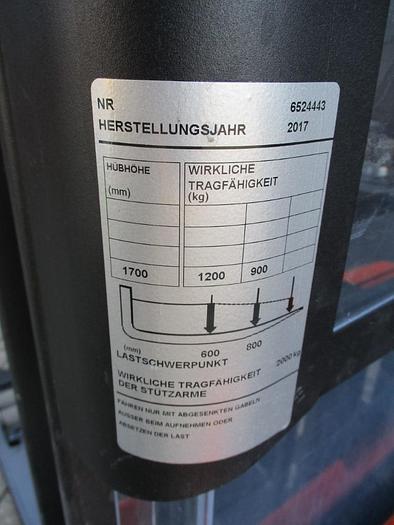 NR 6524443
HERSTELLUNGSJAHR 2017
HÜBHÖHE
(mm)
WIRKLICHE
TRAGFÄHIGKEIT
(kg)
1700 1200 900
(mm) 600 800
LASTSCHWERPUNKT
WIRKLICHE TRAGFÄHIGKEIT 2000 kg
DER STÜTZARME
FAHREN NUR MIT ABGESENKTEN GABELN
AUSSER BEIM AUFNEHMEN ODER
ABSETZEN DER LAST